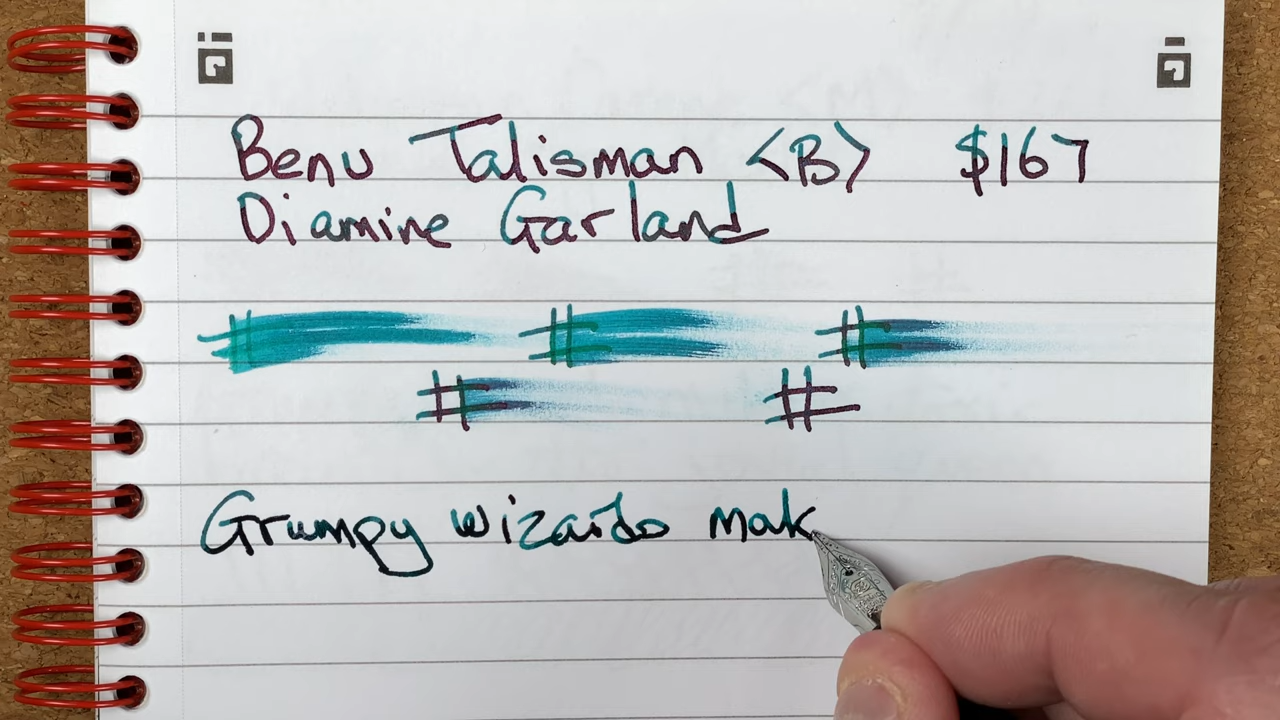 Benu Talisman <B> $167
Diamine Garland
# # #
# #
Grumpy wizards mak